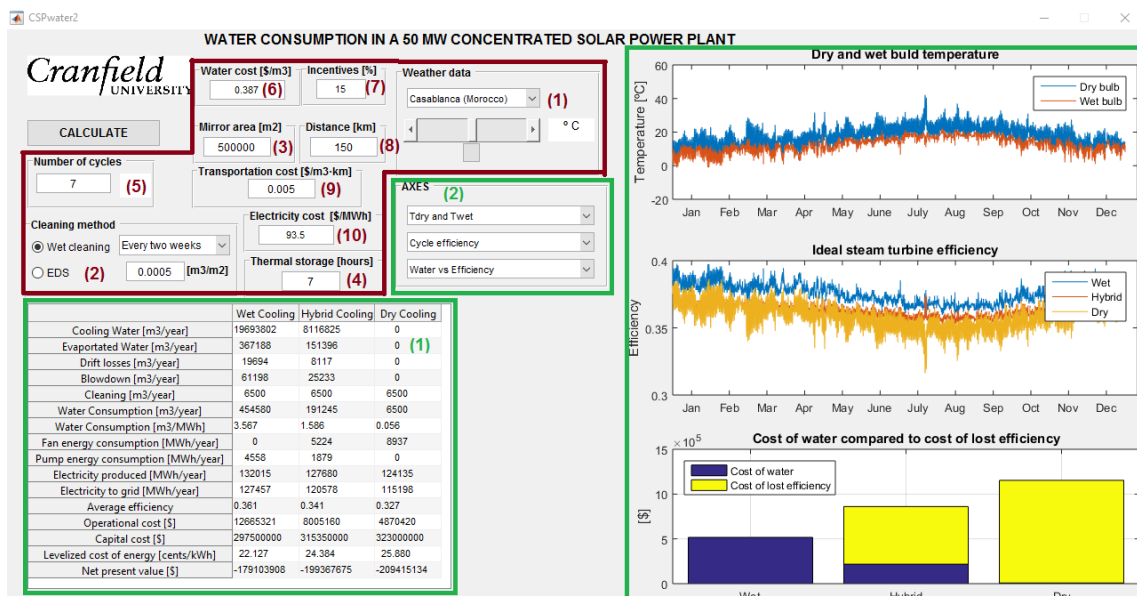 CSPwater2
WATER CONSUMPTION IN A 50 MW CONCENTRATED SOLAR POWER PLANT
Cranfield
UNIVERSITY
CALCULATE
Water cost [$/m3]
0.387 (6)
Incentives [%]
15 (7)
Weather data
Casablanca (Morocco) (1)
º C
Mirror area [m2]
500000 (3)
Distance [km]
150 (8)
Number of cycles
7 (5)
Transportation cost [$/m3-km]
0.005 (9)
Cleaning method
Wet cleaning Every two weeks
EDS (2) 0.0005 [m3/m2]
Electricity cost [$/MWh]
93.5 (10)
Thermal storage [hours]
7 (4)
AXES (2)
Tdry and Twet
Cycle efficiency
Water vs Efficiency
Wet Cooling Hybrid Cooling Dry Cooling
Cooling Water [m3/year] 19693802 8116825 0
Evaportated Water [m3/year] 367188 151396 0 (1)
Drift losses [m3/year] 19694 8117 0
Blowdown [m3/year] 61198 25233 0
Cleaning [m3/year] 6500 6500 6500
Water Consumption [m3/year] 454580 191245 6500
Water Consumption [m3/MWh] 3.567 1.586 0.056
Fan energy consumption [MWh/year] 0 5224 8937
Pump energy consumption [MWh/year] 4558 1879 0
Electricity produced [MWh/year] 132015 127680 124135
Electricity to grid [MWh/year] 127457 120578 115198
Average efficiency 0.361 0.341 0.327
Operational cost [$] 12665321 8005160 4870420
Capital cost [$] 297500000 315350000 323000000
Levelized cost of energy [cents/kWh] 22.127 24.384 25.880
Net present value [$] -179103908 -199367675 -209415134
Dry and wet buld temperature
Temperature [ºC]
60
40
20
0
-20
Dry bulb
Wet bulb
Jan Feb Mar Apr May June July Aug Sep Oct Nov Dec
Ideal steam turbine efficiency
Efficiency
0.4
0.35
0.3
Wet
Hybrid
Dry
Jan Feb Mar Apr May June July Aug Sep Oct Nov Dec
Cost of water compared to cost of lost efficiency
× 10^5
[$]
15
10
5
0
Cost of water
Cost of lost efficiency
Wet Hybrid Dry